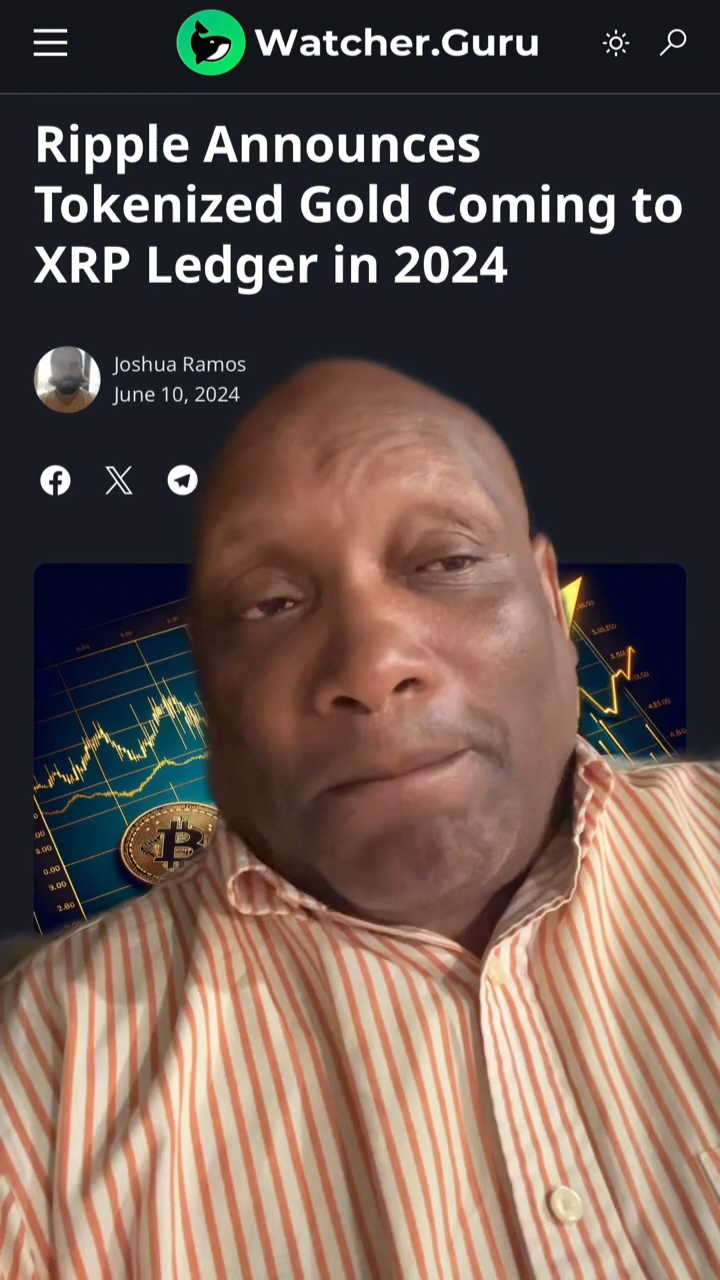 Watcher.Guru
Ripple Announces
Tokenized Gold Coming to
XRP Ledger in 2024
Joshua Ramos
June 10, 2024